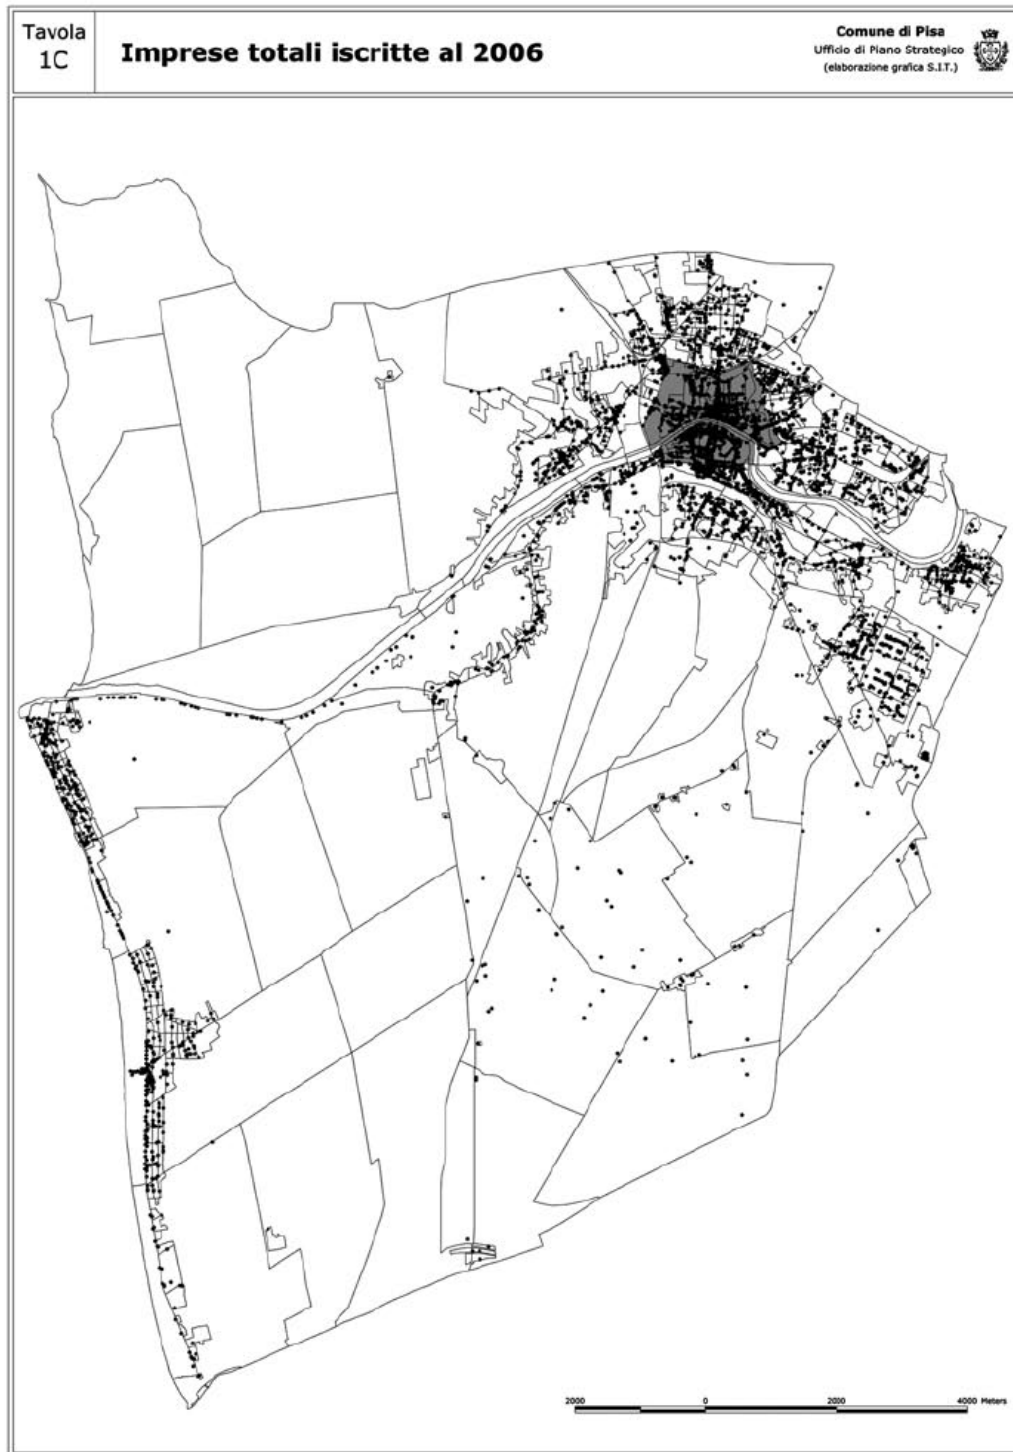 Tavola
1C
Imprese totali iscritte al 2006
Comune di Pisa
Ufficio di Piano Strategico
(elaborazione grafica S.I.T.)
2000 0 2000 4000 Meters